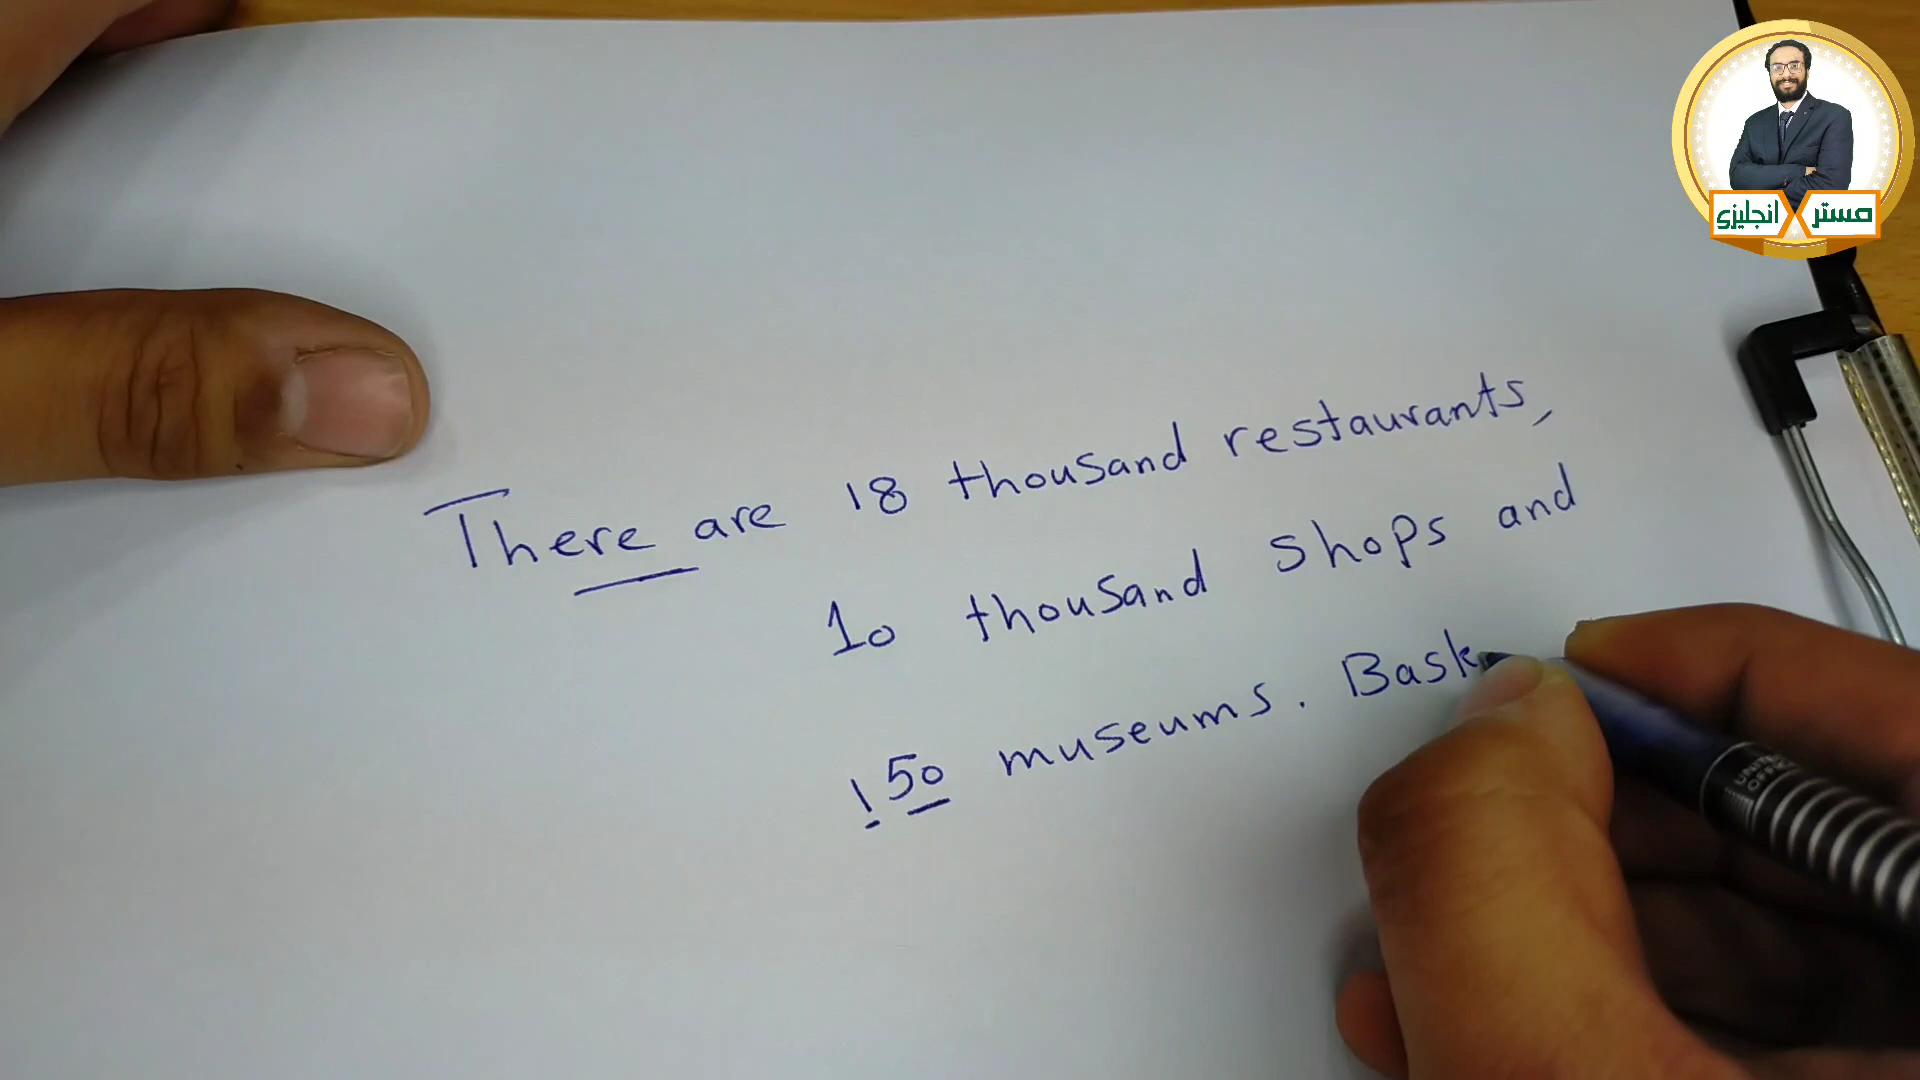 There are 18 thousand restaurants,
10 thousand shops and
150 museums. Bask
مستر X انجليزي